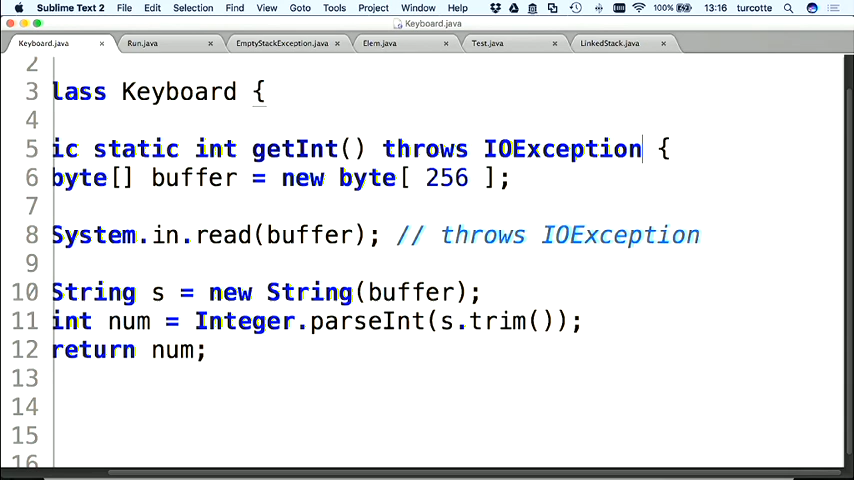 Sublime Text 2 File Edit Selection Find View Goto Tools Project Window Help 100% 13:16 turcotte
Keyboard.java
Keyboard.java Run.java EmptyStackException.java Elem.java Test.java LinkedStack.java
2
3 lass Keyboard {
4
5 ic static int getInt() throws IOException {
6 byte[] buffer = new byte[ 256 ];
7
8 System.in.read(buffer); // throws IOException
9
10 String s = new String(buffer);
11 int num = Integer.parseInt(s.trim());
12 return num;
13
14
15
16